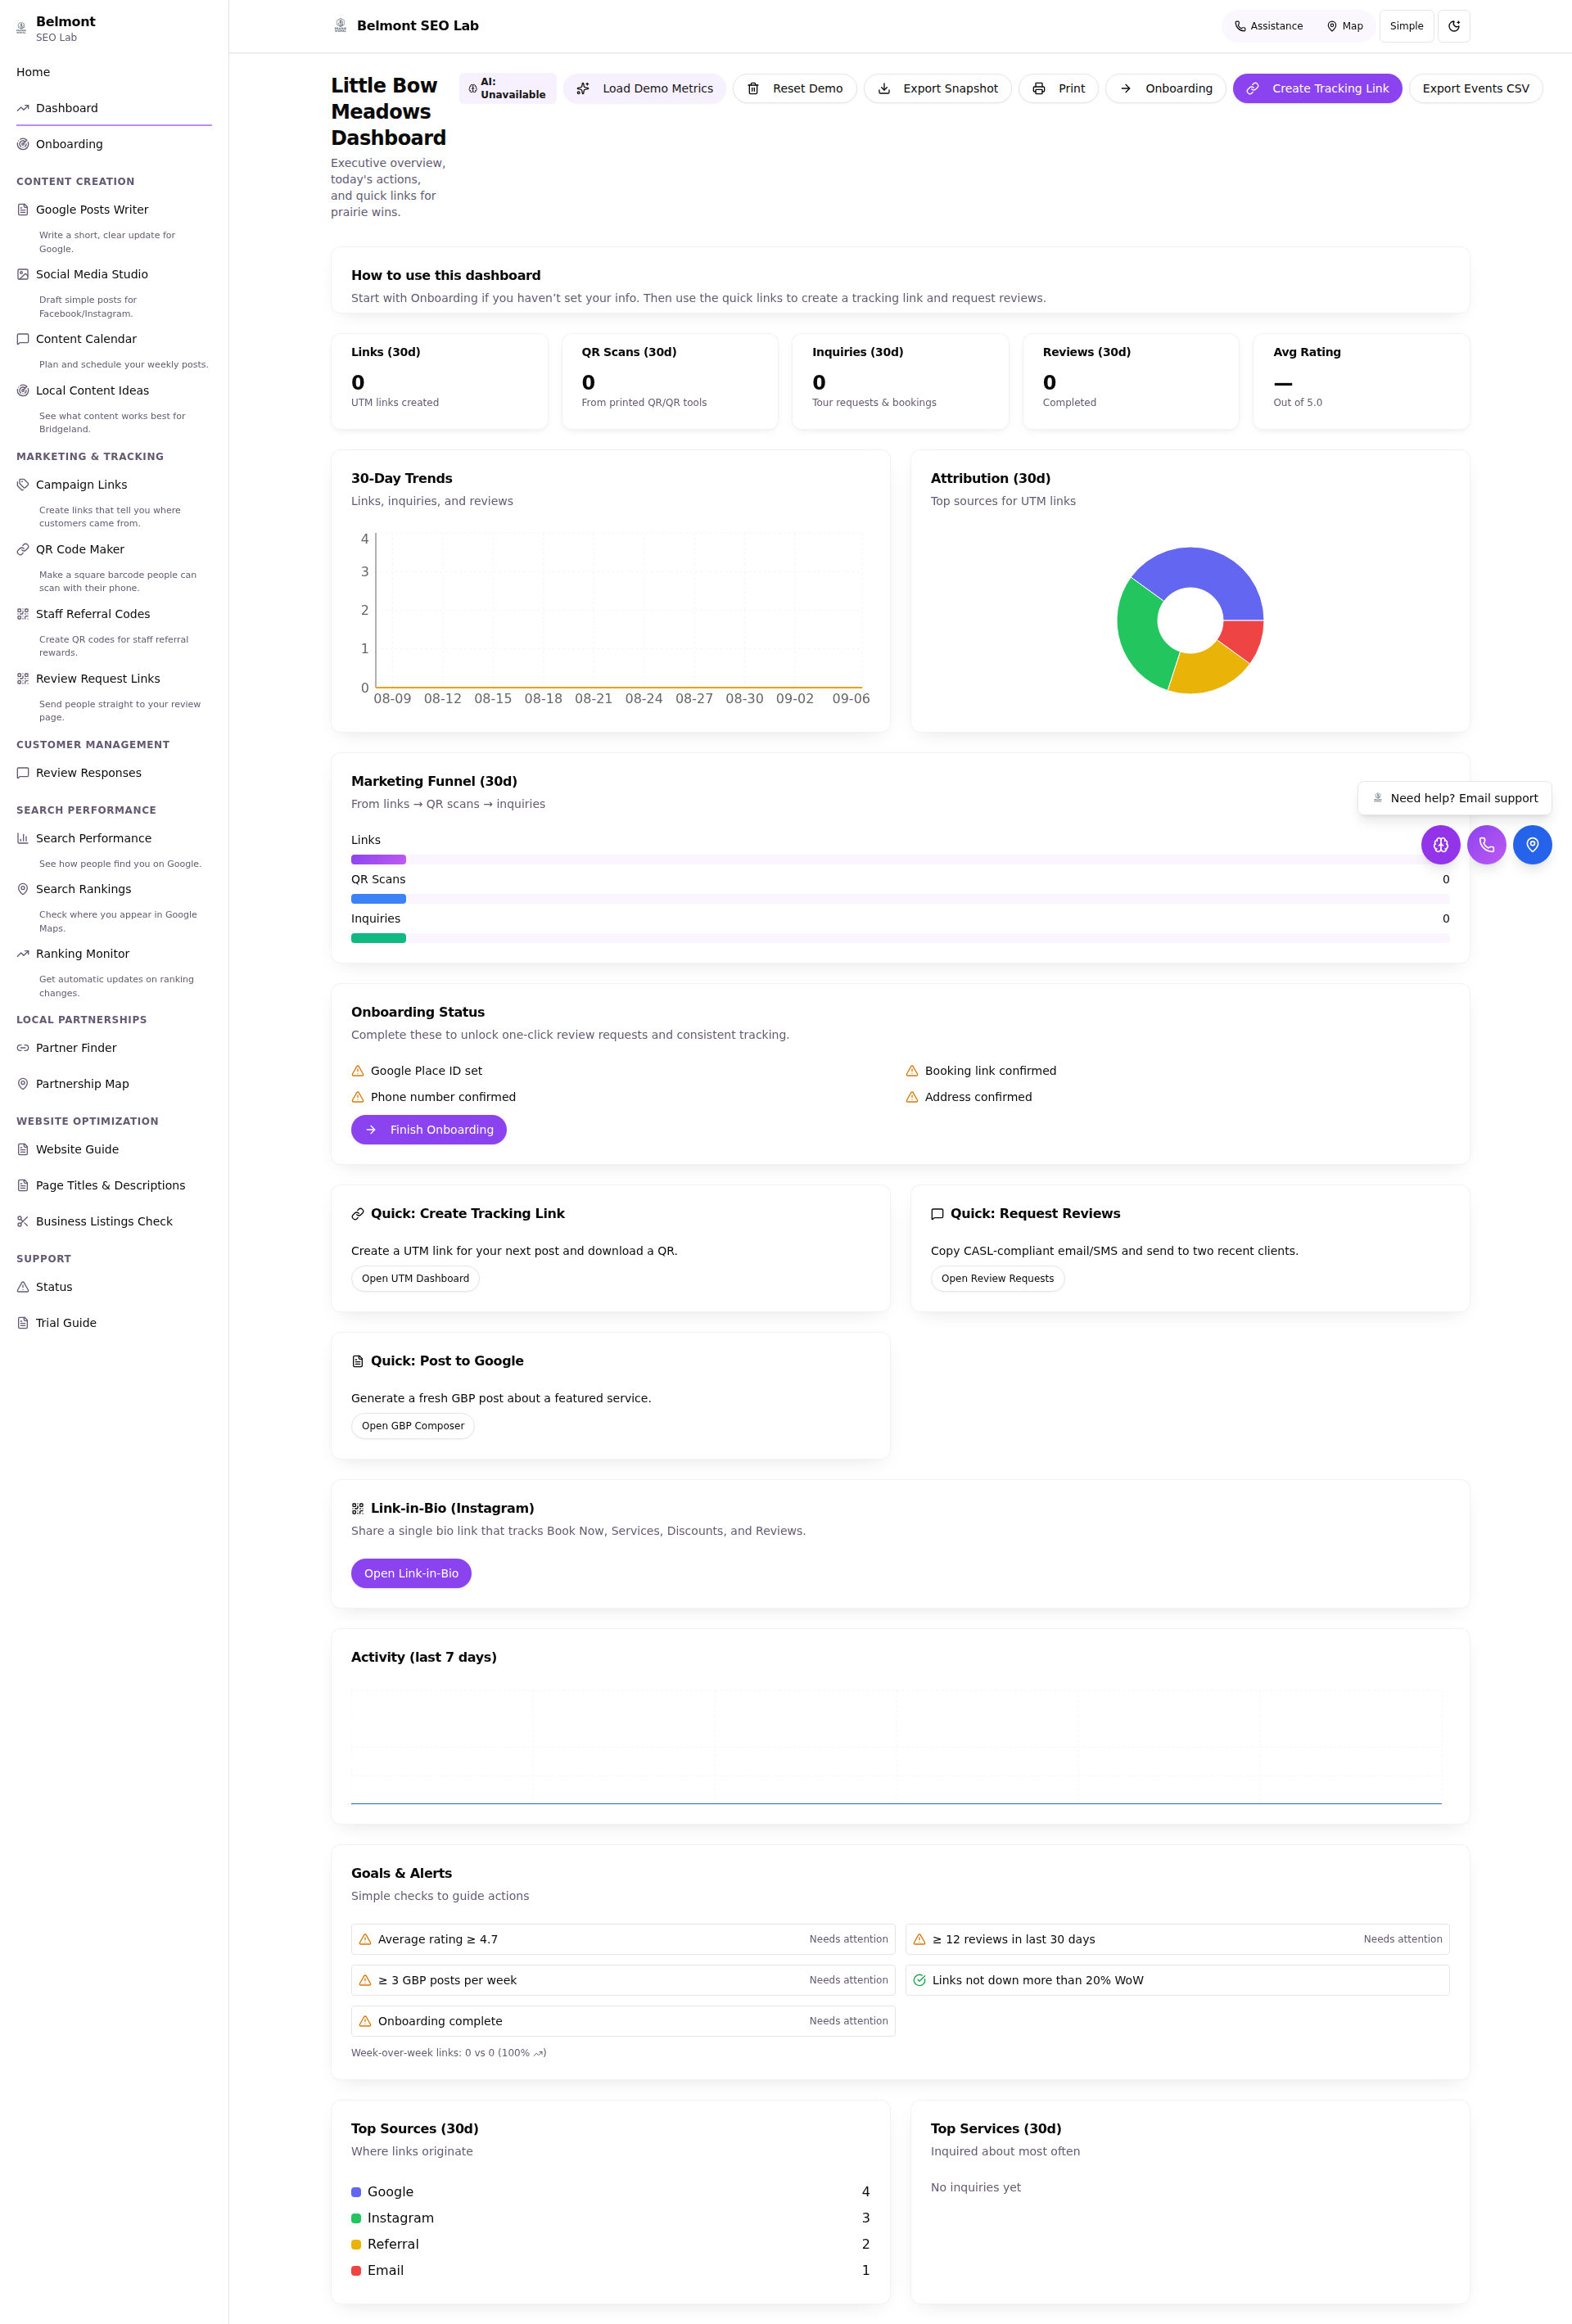 Belmont
SEO Lab
Home
Dashboard
Onboarding
CONTENT CREATION
Google Posts Writer
Write a short, clear update for
Google.
Social Media Studio
Draft simple posts for
Facebook/Instagram.
Content Calendar
Plan and schedule your weekly posts.
Local Content Ideas
See what content works best for
Bridgeland.
MARKETING & TRACKING
Campaign Links
Create links that tell you where
customers came from.
QR Code Maker
Make a square barcode people can
scan with their phone.
Staff Referral Codes
Create QR codes for staff referral
rewards.
Review Request Links
Send people straight to your review
page.
CUSTOMER MANAGEMENT
Review Responses
SEARCH PERFORMANCE
Search Performance
See how people find you on Google.
Search Rankings
Check where you appear in Google
Maps.
Ranking Monitor
Get automatic updates on ranking
changes.
LOCAL PARTNERSHIPS
Partner Finder
Partnership Map
WEBSITE OPTIMIZATION
Website Guide
Page Titles & Descriptions
Business Listings Check
SUPPORT
Status
Trial Guide
Belmont SEO Lab
Assistance
Map
Simple
Little Bow
Meadows
Dashboard
Executive overview,
today's actions,
and quick links for
prairie wins.
AI:
Unavailable
Load Demo Metrics
Reset Demo
Export Snapshot
Print
Onboarding
Create Tracking Link
Export Events CSV
How to use this dashboard
Start with Onboarding if you haven’t set your info. Then use the quick links to create a tracking link and request reviews.
Links (30d)
0
UTM links created
QR Scans (30d)
0
From printed QR/QR tools
Inquiries (30d)
0
Tour requests & bookings
Reviews (30d)
0
Completed
Avg Rating
—
Out of 5.0
30-Day Trends
Links, inquiries, and reviews
4
3
2
1
0
08-09 08-12 08-15 08-18 08-21 08-24 08-27 08-30 09-02 09-06
Attribution (30d)
Top sources for UTM links
Marketing Funnel (30d)
From links → QR scans → inquiries
Links
QR Scans 0
Inquiries 0
Need help? Email support
Onboarding Status
Complete these to unlock one-click review requests and consistent tracking.
Google Place ID set
Booking link confirmed
Phone number confirmed
Address confirmed
Finish Onboarding
Quick: Create Tracking Link
Create a UTM link for your next post and download a QR.
Open UTM Dashboard
Quick: Request Reviews
Copy CASL-compliant email/SMS and send to two recent clients.
Open Review Requests
Quick: Post to Google
Generate a fresh GBP post about a featured service.
Open GBP Composer
Link-in-Bio (Instagram)
Share a single bio link that tracks Book Now, Services, Discounts, and Reviews.
Open Link-in-Bio
Activity (last 7 days)
Goals & Alerts
Simple checks to guide actions
Average rating ≥ 4.7 Needs attention
≥ 12 reviews in last 30 days Needs attention
≥ 3 GBP posts per week Needs attention
Links not down more than 20% WoW
Onboarding complete Needs attention
Week-over-week links: 0 vs 0 (100% )
Top Sources (30d)
Where links originate
Google 4
Instagram 3
Referral 2
Email 1
Top Services (30d)
Inquired about most often
No inquiries yet